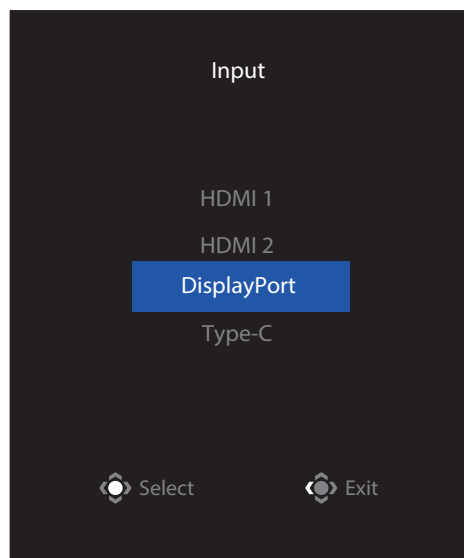 Input
HDMI 1
HDMI 2
DisplayPort
Type-C
Select Exit